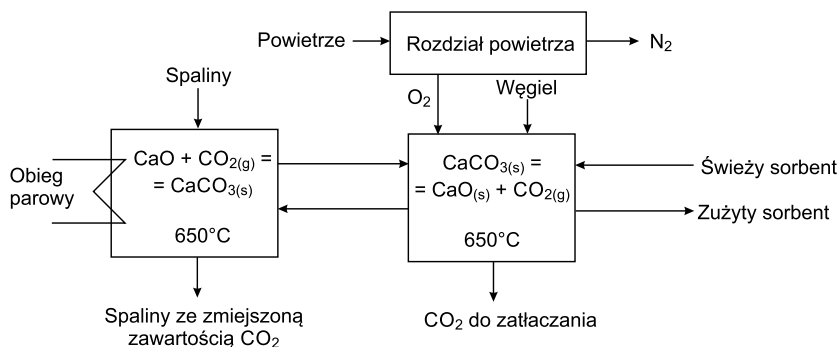 Powietrze
Rozdział powietrza
N2
Spaliny
O2
Węgiel
Obieg
parowy
CaO + CO2(g) =
= CaCO3(s)
650°C
CaCO3(s) =
= CaO(s) + CO2(g)
650°C
Świeży sorbent
Zużyty sorbent
Spaliny ze zmiejszoną
zawartością CO2
CO2 do zatłaczania